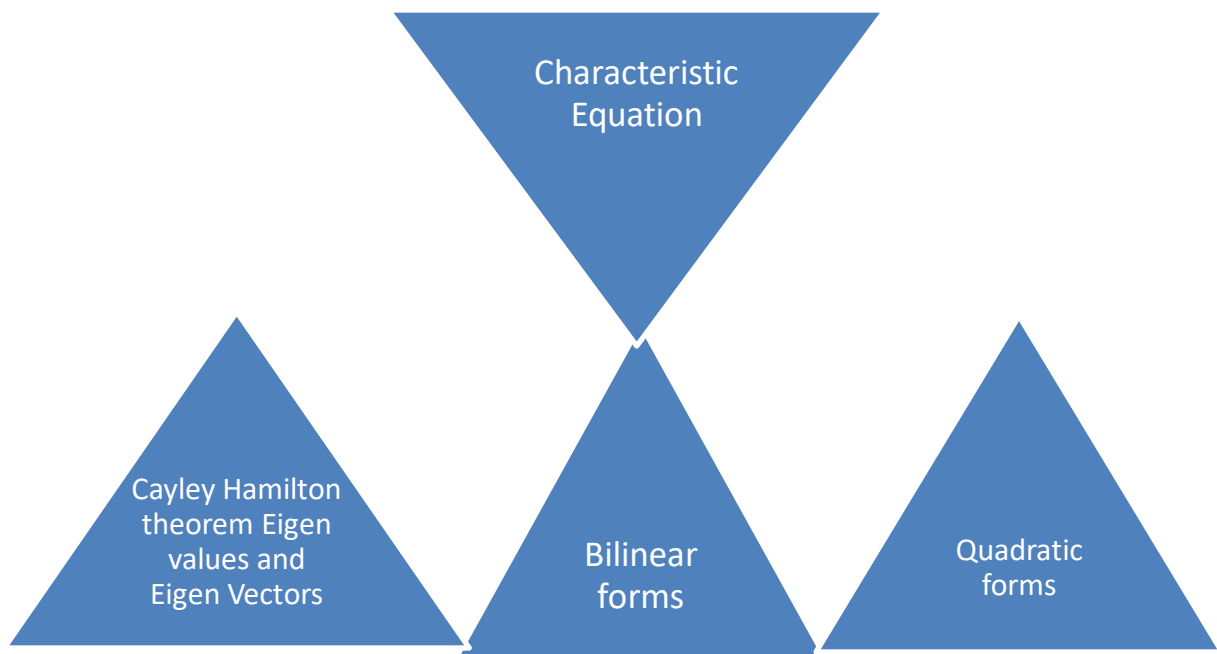 Characteristic
Equation
Cayley Hamilton
theorem Eigen
values and
Eigen Vectors
Bilinear
forms
Quadratic
forms